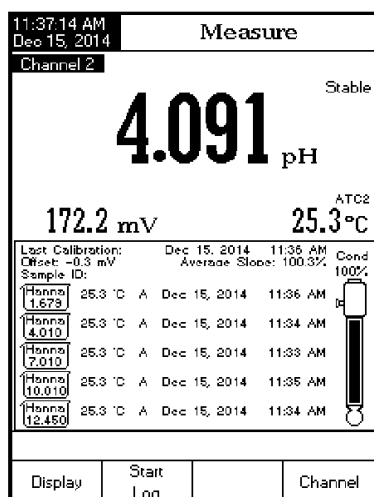 11:37:14 AM
Dec 15, 2014
Measure
Channel 2
Stable
4.091 pH
ATC2
172.2 mV
25.3°C
Last Calibration: Dec 15, 2014 11:36 AM
Offset: -0.3 mV Average Slope: 100.3%
Sample ID:
Cond
100%
Hanna
1.679
25.3 °C A Dec 15, 2014 11:36 AM
Hanna
4.010
25.3 °C A Dec 15, 2014 11:34 AM
Hanna
7.010
25.3 °C A Dec 15, 2014 11:33 AM
Hanna
10.010
25.3 °C A Dec 15, 2014 11:35 AM
Hanna
12.450
25.3 °C A Dec 15, 2014 11:34 AM
Display
Start
Log
Channel